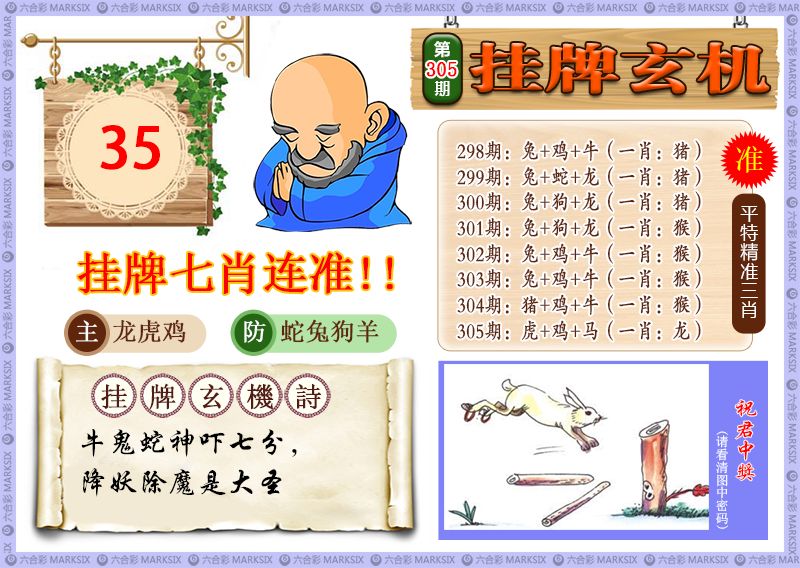 六合彩 MARKSIX
第305期
挂牌玄机
35
挂牌七肖连准!!
主 龙虎鸡
防 蛇兔狗羊
挂牌玄機詩
牛鬼蛇神吓七分，
降妖除魔是大圣
298期：兔+鸡+牛（一肖：猪）
299期：兔+蛇+龙（一肖：猪）
300期：兔+狗+龙（一肖：猪）
301期：兔+狗+龙（一肖：猴）
302期：兔+鸡+牛（一肖：猴）
303期：兔+鸡+牛（一肖：猴）
304期：猪+鸡+牛（一肖：猴）
305期：虎+鸡+马（一肖：龙）
准
平特精准三肖
祝君中奖
(请看清图中密码)